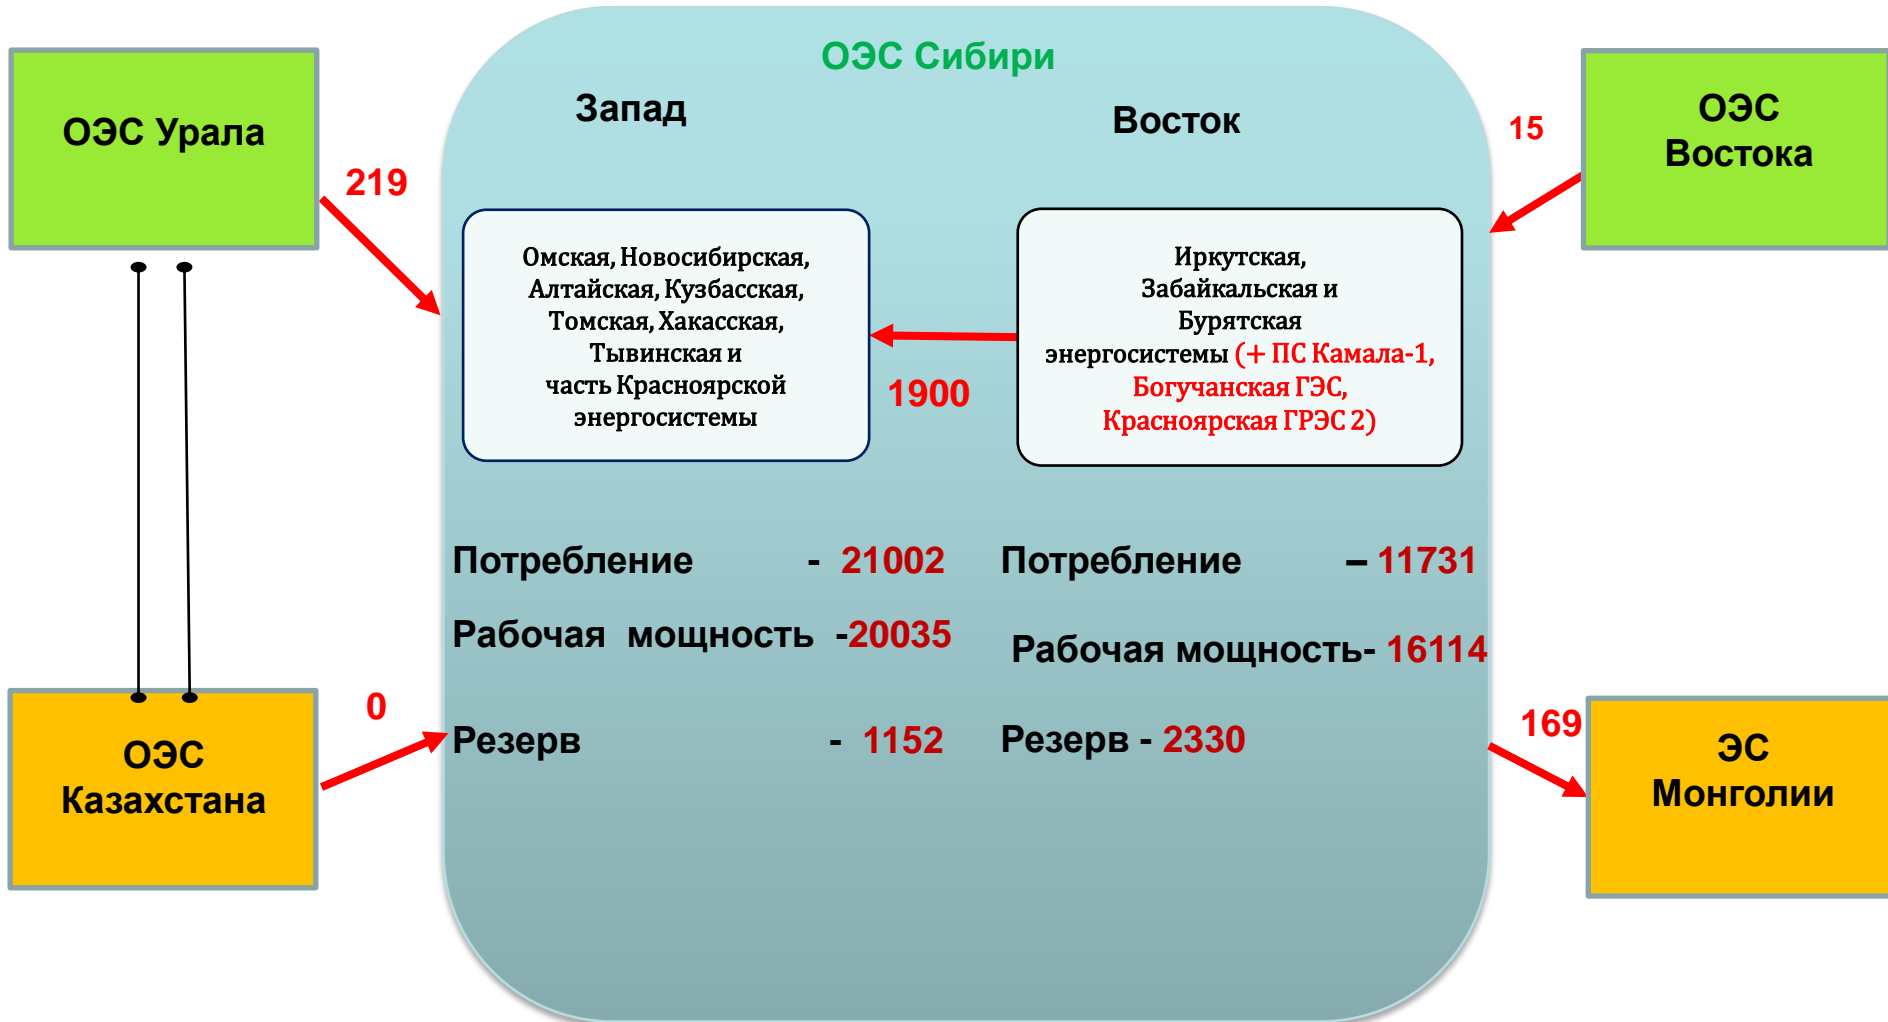 ОЭС Сибири
Запад
Восток
ОЭС Урала
219
15
ОЭС
Востока
Омская, Новосибирская,
Алтайская, Кузбасская,
Томская, Хакасская,
Тывинская и
часть Красноярской
энергосистемы
1900
Иркутская,
Забайкальская и
Бурятская
энергосистемы (+ ПС Камала-1,
Богучанская ГЭС,
Красноярская ГРЭС 2)
Потребление - 21002
Рабочая мощность -20035
Резерв - 1152
Потребление – 11731
Рабочая мощность- 16114
Резерв - 2330
0
ОЭС
Казахстана
169
ЭС
Монголии